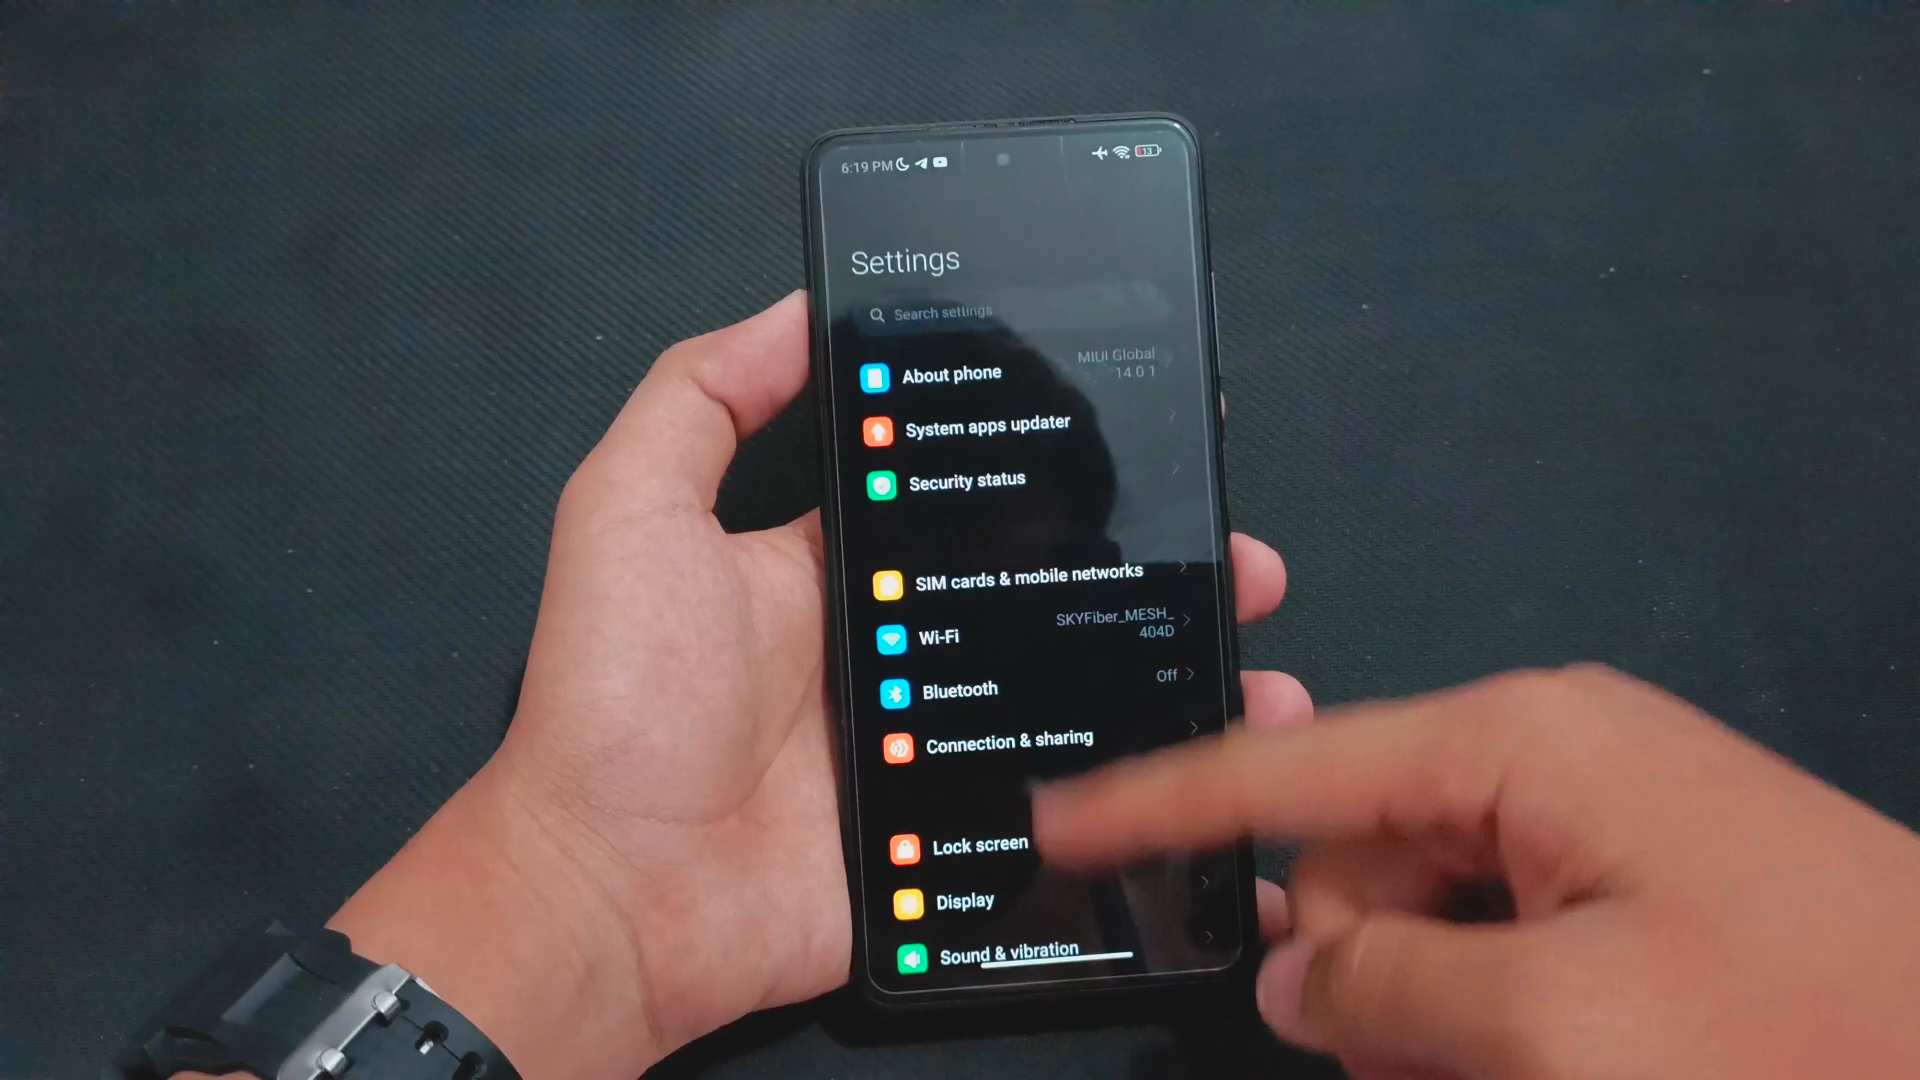 6:19 PM
13
Settings
Search settings
About phone
MIUI Global
14.0 1
System apps updater
Security status
SIM cards & mobile networks
Wi-Fi
SKYFiber_MESH_
404D
Bluetooth
Off
Connection & sharing
Lock screen
Display
Sound & vibration